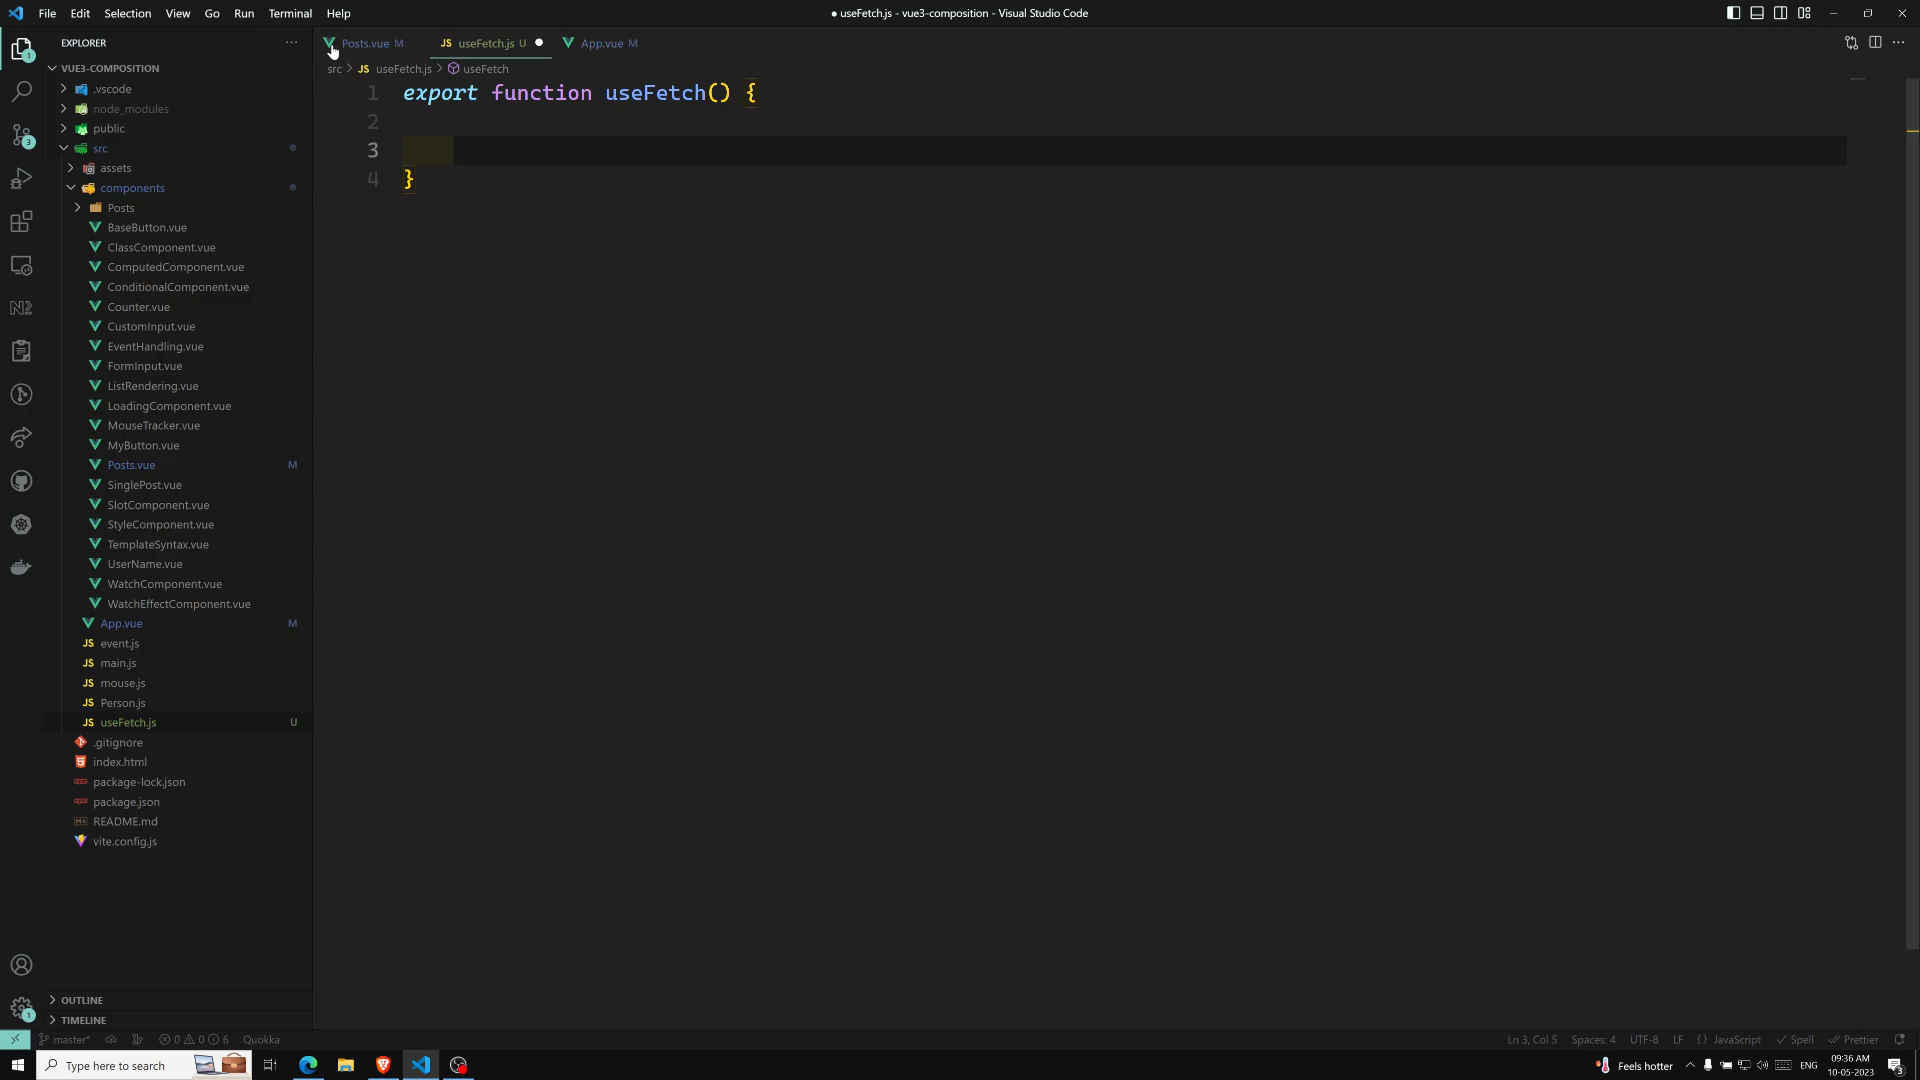 File Edit Selection View Go Run Terminal Help
● useFetch.js - vue3-composition - Visual Studio Code
EXPLORER
VUE3-COMPOSITION
.vscode
node_modules
public
src
assets
components
Posts
BaseButton.vue
ClassComponent.vue
ComputedComponent.vue
ConditionalComponent.vue
Counter.vue
CustomInput.vue
EventHandling.vue
FormInput.vue
ListRendering.vue
LoadingComponent.vue
MouseTracker.vue
MyButton.vue
Posts.vue M
SinglePost.vue
SlotComponent.vue
StyleComponent.vue
TemplateSyntax.vue
UserName.vue
WatchComponent.vue
WatchEffectComponent.vue
App.vue M
JS event.js
JS main.js
JS mouse.js
JS Person.js
JS useFetch.js U
.gitignore
index.html
package-lock.json
package.json
README.md
vite.config.js
OUTLINE
TIMELINE
Posts.vue M JS useFetch.js U ● App.vue M
src > JS useFetch.js > useFetch
1 export function useFetch() {
2
3
4 }
master* 0 0 6 Quokka
Ln 3, Col 5 Spaces: 4 UTF-8 LF {} JavaScript ✓ Spell Prettier
Type here to search
Feels hotter ENG 09:36 AM
10-05-2023
3